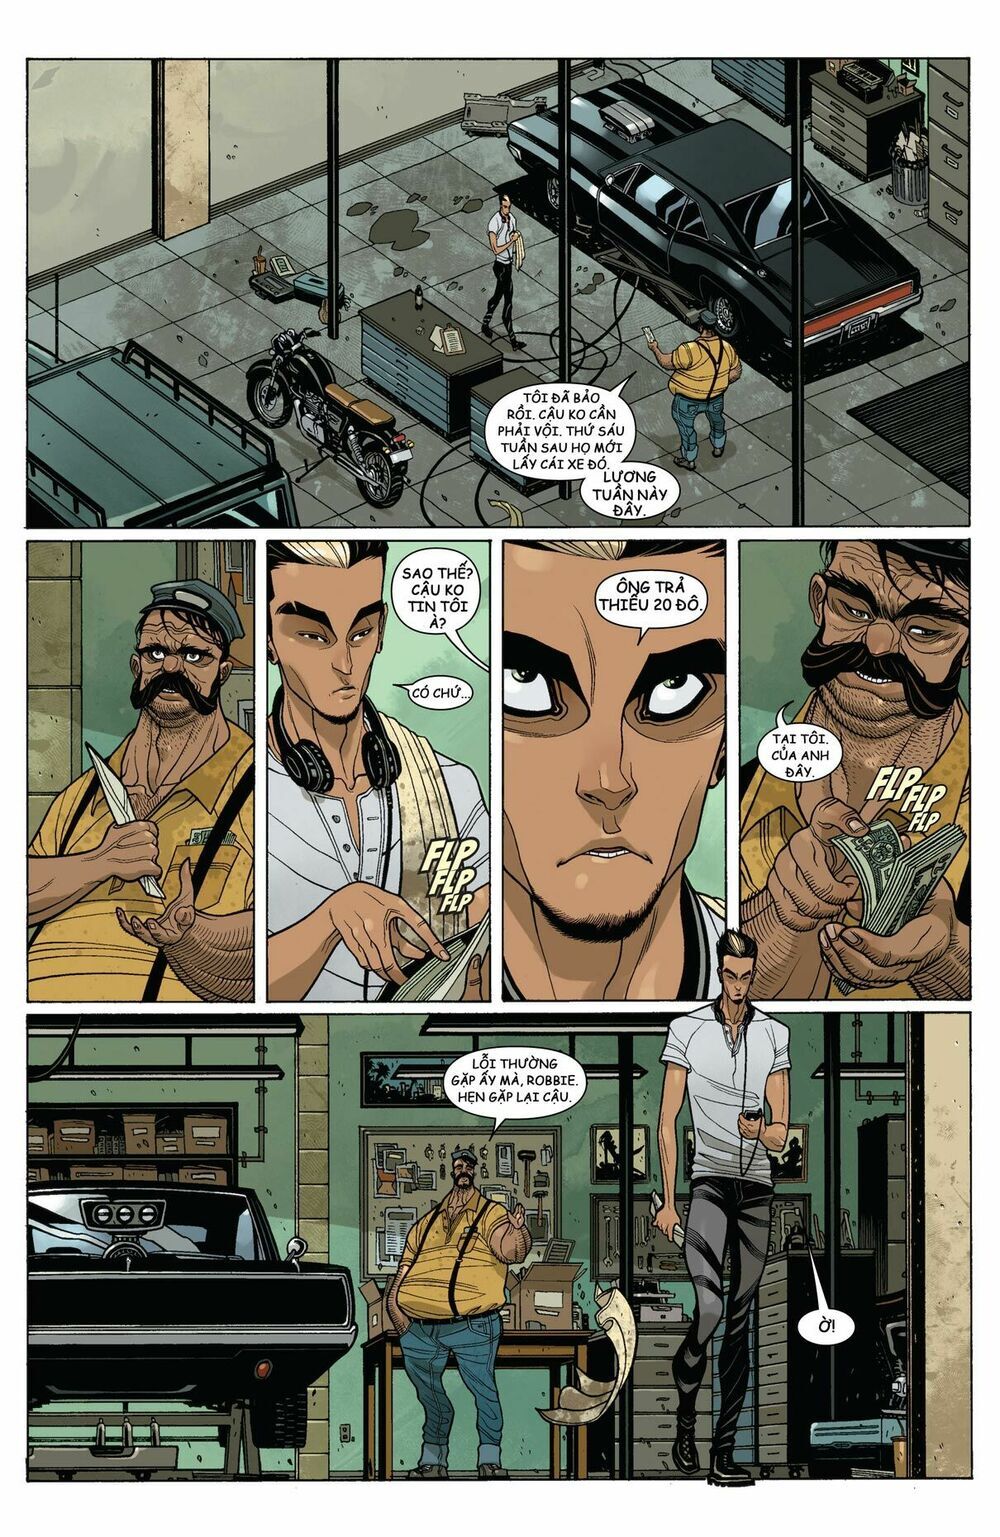 TÔI ĐÃ BẢO
RỒI. CẬU KO CẦN
PHẢI VỘI. THỨ SÁU
TUẦN SAU HỌ MỚI
LẤY CÁI XE ĐÓ.
LƯƠNG
TUẦN NÀY
ĐÂY.
SAO THẾ?
CẬU KO
TIN TÔI
À?
CÓ CHỨ...
FLP
FLP
FLP
ÔNG TRẢ
THIẾU 20 ĐÔ.
TẠI TÔI.
CỦA ANH
ĐÂY.
FLP
FLP
FLP
LỖI THƯỜNG
GẶP ẤY MÀ, ROBBIE.
HẸN GẶP LẠI CẬU.
Ờ!